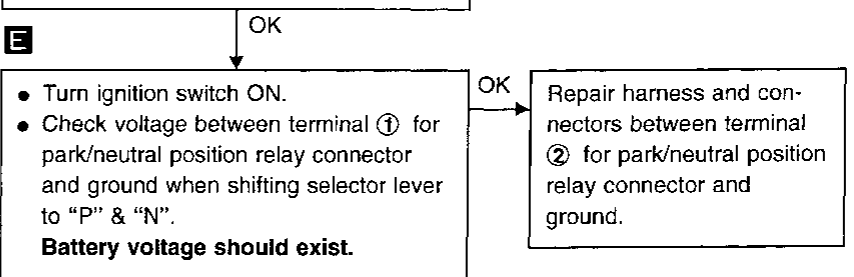 OK
E
• Turn ignition switch ON.
• Check voltage between terminal ① for
park/neutral position relay connector
and ground when shifting selector lever
to “P” & “N”.
Battery voltage should exist.
OK
Repair harness and con-
nectors between terminal
② for park/neutral position
relay connector and
ground.